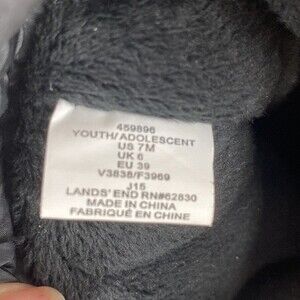 459896
YOUTH/ADOLESCENT
US 7M
UK 6
EU 39
V3838/F3969
J15
LANDS' END RN#62830
MADE IN CHINA
FABRIQUÉ EN CHINE